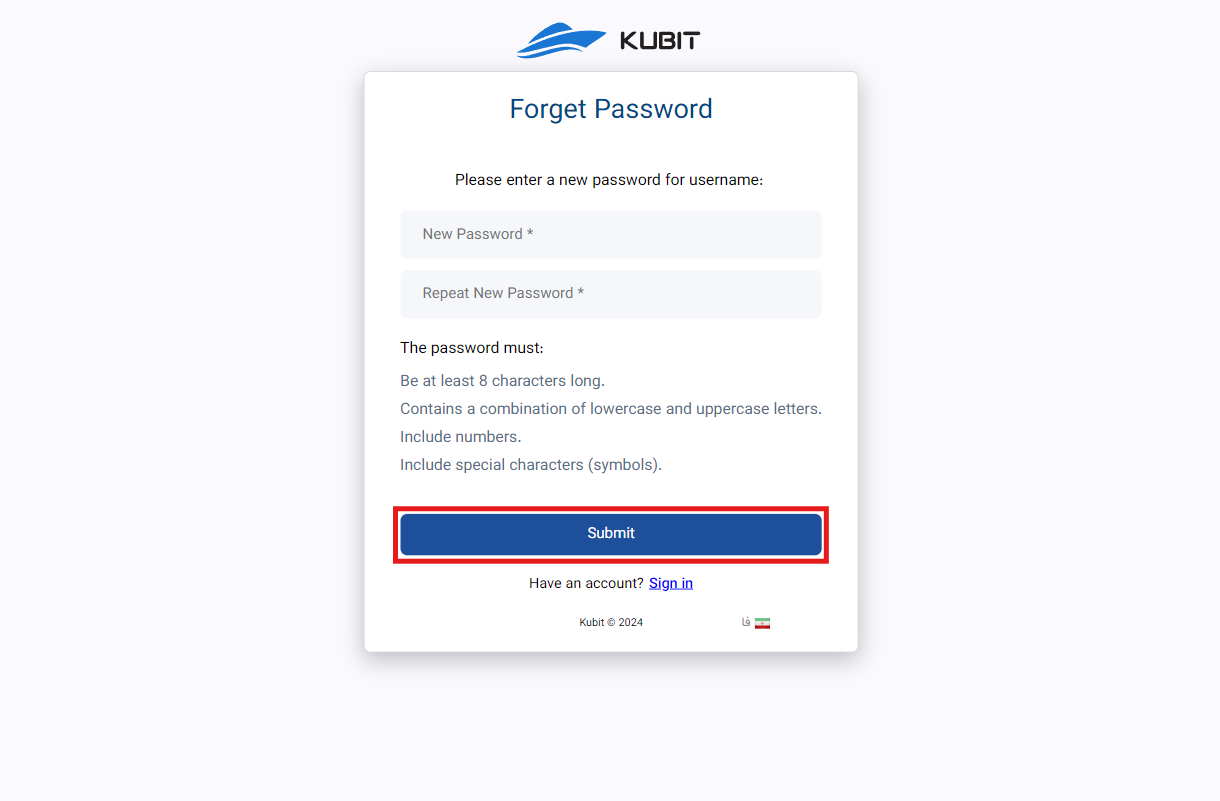 KUBIT
Forget Password
Please enter a new password for username:
New Password *
Repeat New Password *
The password must:
Be at least 8 characters long.
Contains a combination of lowercase and uppercase letters.
Include numbers.
Include special characters (symbols).
Submit
Have an account? Sign in
Kubit © 2024
فا